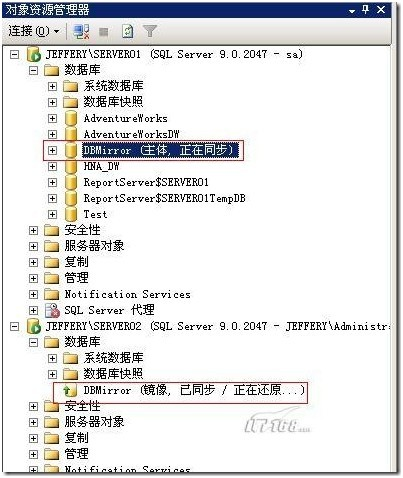 对象资源管理器
连接(O)
JEFFERY\SERVER01 (SQL Server 9.0.2047 - sa)
数据库
系统数据库
数据库快照
AdventureWorks
AdventureWorksDW
DBMirror (主体, 正在同步)
HNA_DW
ReportServer$SERVER01
ReportServer$SERVER01TempDB
Test
安全性
服务器对象
复制
管理
Notification Services
SQL Server 代理
JEFFERY\SERVER02 (SQL Server 9.0.2047 - JEFFERY\Administra
数据库
系统数据库
数据库快照
DBMirror (镜像, 已同步 / 正在还原...)
安全性
服务器对象
复制
管理
Notification Services
IT168.com